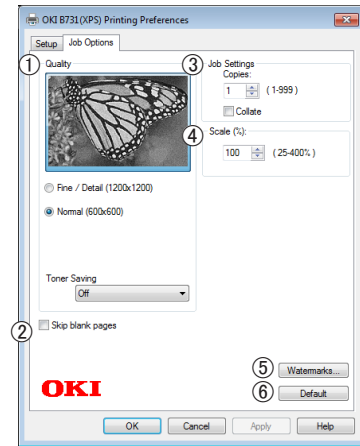 OKI B731(XPS) Printing Preferences
Setup
Job Options
① Quality
Fine / Detail (1200x1200)
Normal (600x600)
Toner Saving
Off
② Skip blank pages
③ Job Settings
Copies:
1 (1-999 )
Collate
④ Scale (%):
100 (25-400% )
OKI
⑤ Watermarks...
⑥ Default
OK
Cancel
Apply
Help